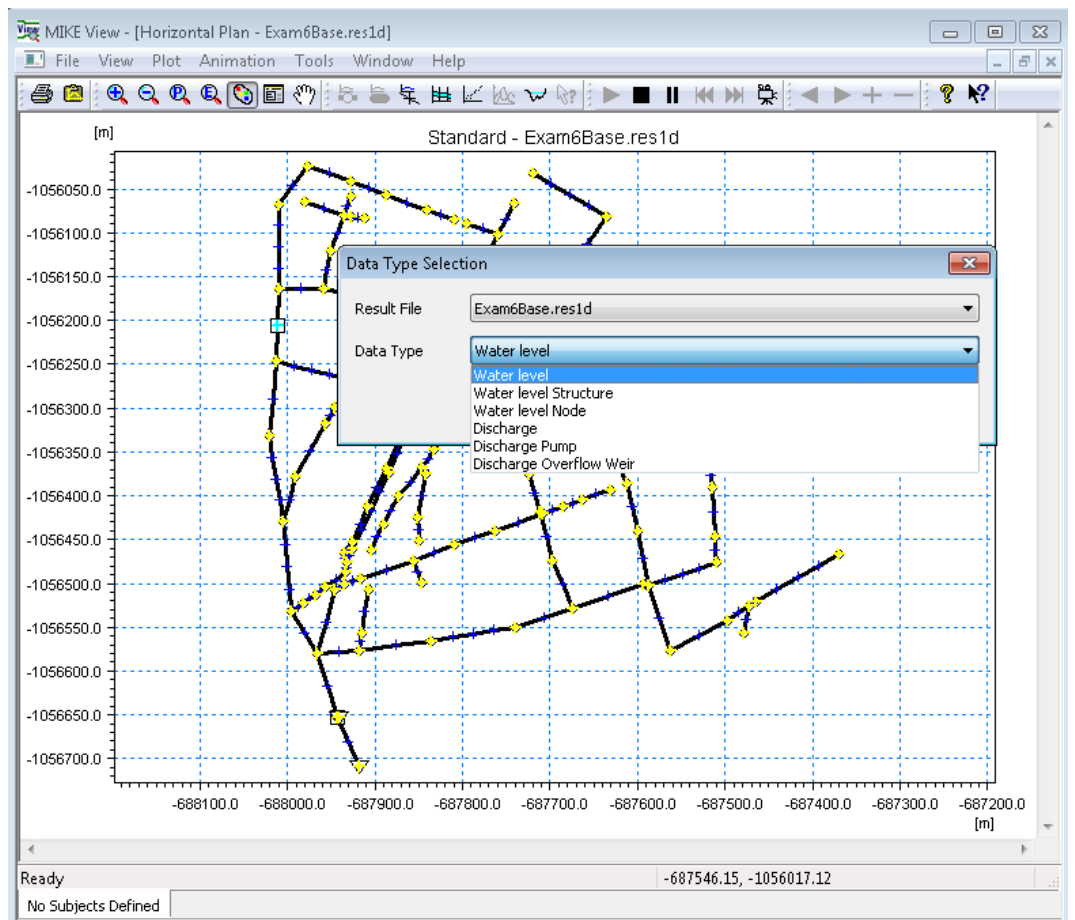 MIKE View - [Horizontal Plan - Exam6Base.res1d]
File View Plot Animation Tools Window Help
[m]
Standard - Exam6Base.res1d
-1056050.0
-1056100.0
-1056150.0
-1056200.0
-1056250.0
-1056300.0
-1056350.0
-1056400.0
-1056450.0
-1056500.0
-1056550.0
-1056600.0
-1056650.0
-1056700.0
Data Type Selection
Result File Exam6Base.res1d
Data Type Water level
Water level
Water level Structure
Water level Node
Discharge
Discharge Pump
Discharge Overflow Weir
-688100.0 -688000.0 -687900.0 -687800.0 -687700.0 -687600.0 -687500.0 -687400.0 -687300.0 -687200.0
[m]
Ready -687546.15, -1056017.12
No Subjects Defined